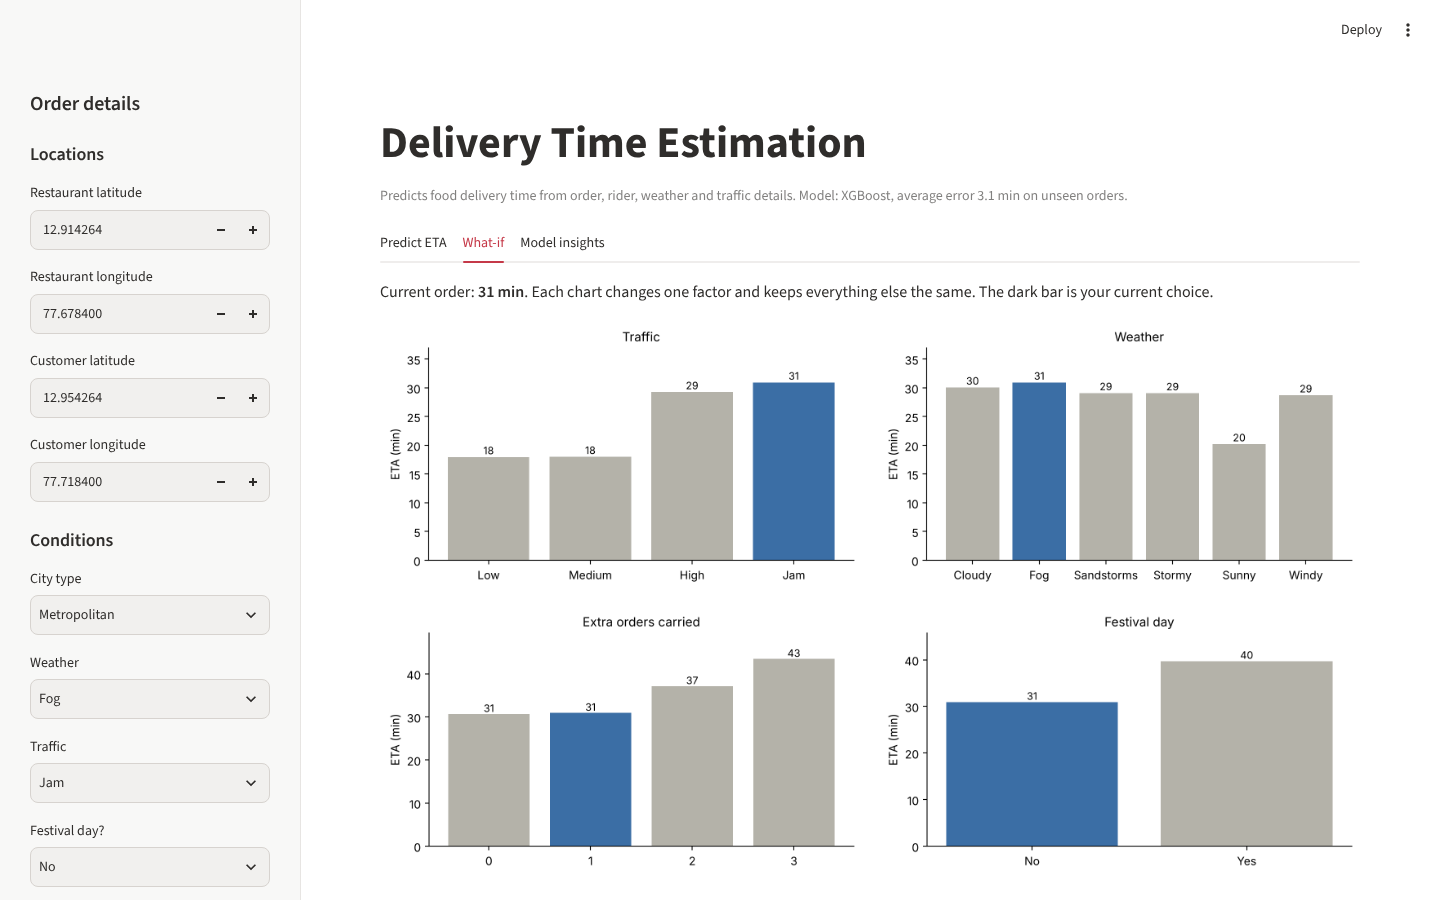 Deploy
Order details
Locations
Restaurant latitude
12.914264
Restaurant longitude
77.678400
Customer latitude
12.954264
Customer longitude
77.718400
Conditions
City type
Metropolitan
Weather
Fog
Traffic
Jam
Festival day?
No
Delivery Time Estimation
Predicts food delivery time from order, rider, weather and traffic details. Model: XGBoost, average error 3.1 min on unseen orders.
Predict ETA What-if Model insights
Current order: 31 min. Each chart changes one factor and keeps everything else the same. The dark bar is your current choice.
Traffic
ETA (min)
35
30
25
20
15
10
5
0
18 18 29 31
Low Medium High Jam
Weather
ETA (min)
35
30
25
20
15
10
5
0
30 31 29 29 20 29
Cloudy Fog Sandstorms Stormy Sunny Windy
Extra orders carried
ETA (min)
40
30
20
10
0
31 31 37 43
0 1 2 3
Festival day
ETA (min)
40
30
20
10
0
31 40
No Yes